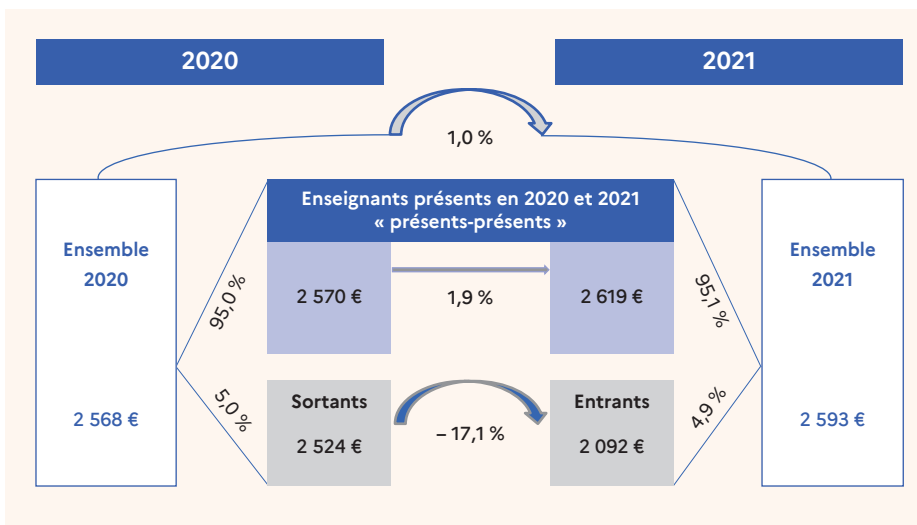 2020
2021
1,0 %
Enseignants présents en 2020 et 2021
« présents-présents »
Ensemble
2020
2 568 €
95,0 %
5,0 %
2 570 €
1,9 %
2 619 €
Sortants
2 524 €
– 17,1 %
Entrants
2 092 €
95,1 %
4,9 %
Ensemble
2021
2 593 €